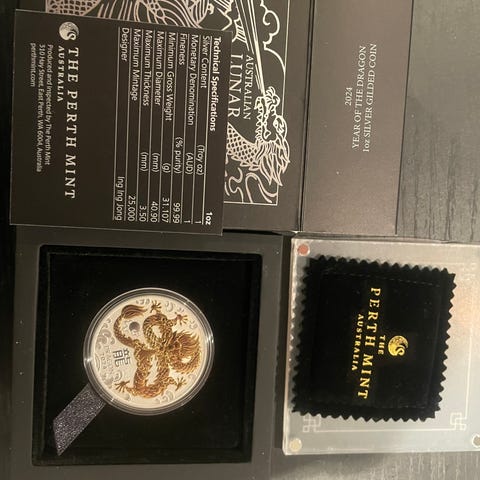 AUSTRALIAN
LUNAR
2024
YEAR OF THE DRAGON
1oz SILVER GILDED COIN
Technical Specifications 1oz
Silver Content (Troy oz) 1
Monetary Denomination (AUD) 1
Fineness (% purity) 99.99
Minimum Gross Weight (g) 31.107
Maximum Diameter (mm) 40.90
Maximum Thickness (mm) 3.50
Maximum Mintage 25,000
Designer Ing Ing Jong
THE PERTH MINT
AUSTRALIA
Produced and inspected by The Perth Mint
310 Hay Street, East Perth, WA 6004, Australia
perthmint.com
龍
THE
PERTH MINT
AUSTRALIA